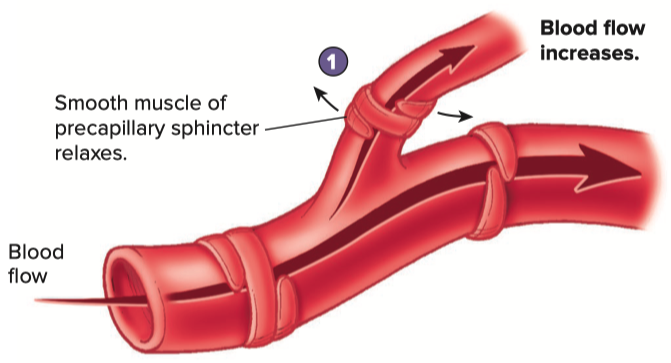 Blood flow
increases.
1
Smooth muscle of
precapillary sphincter
relaxes.
Blood
flow